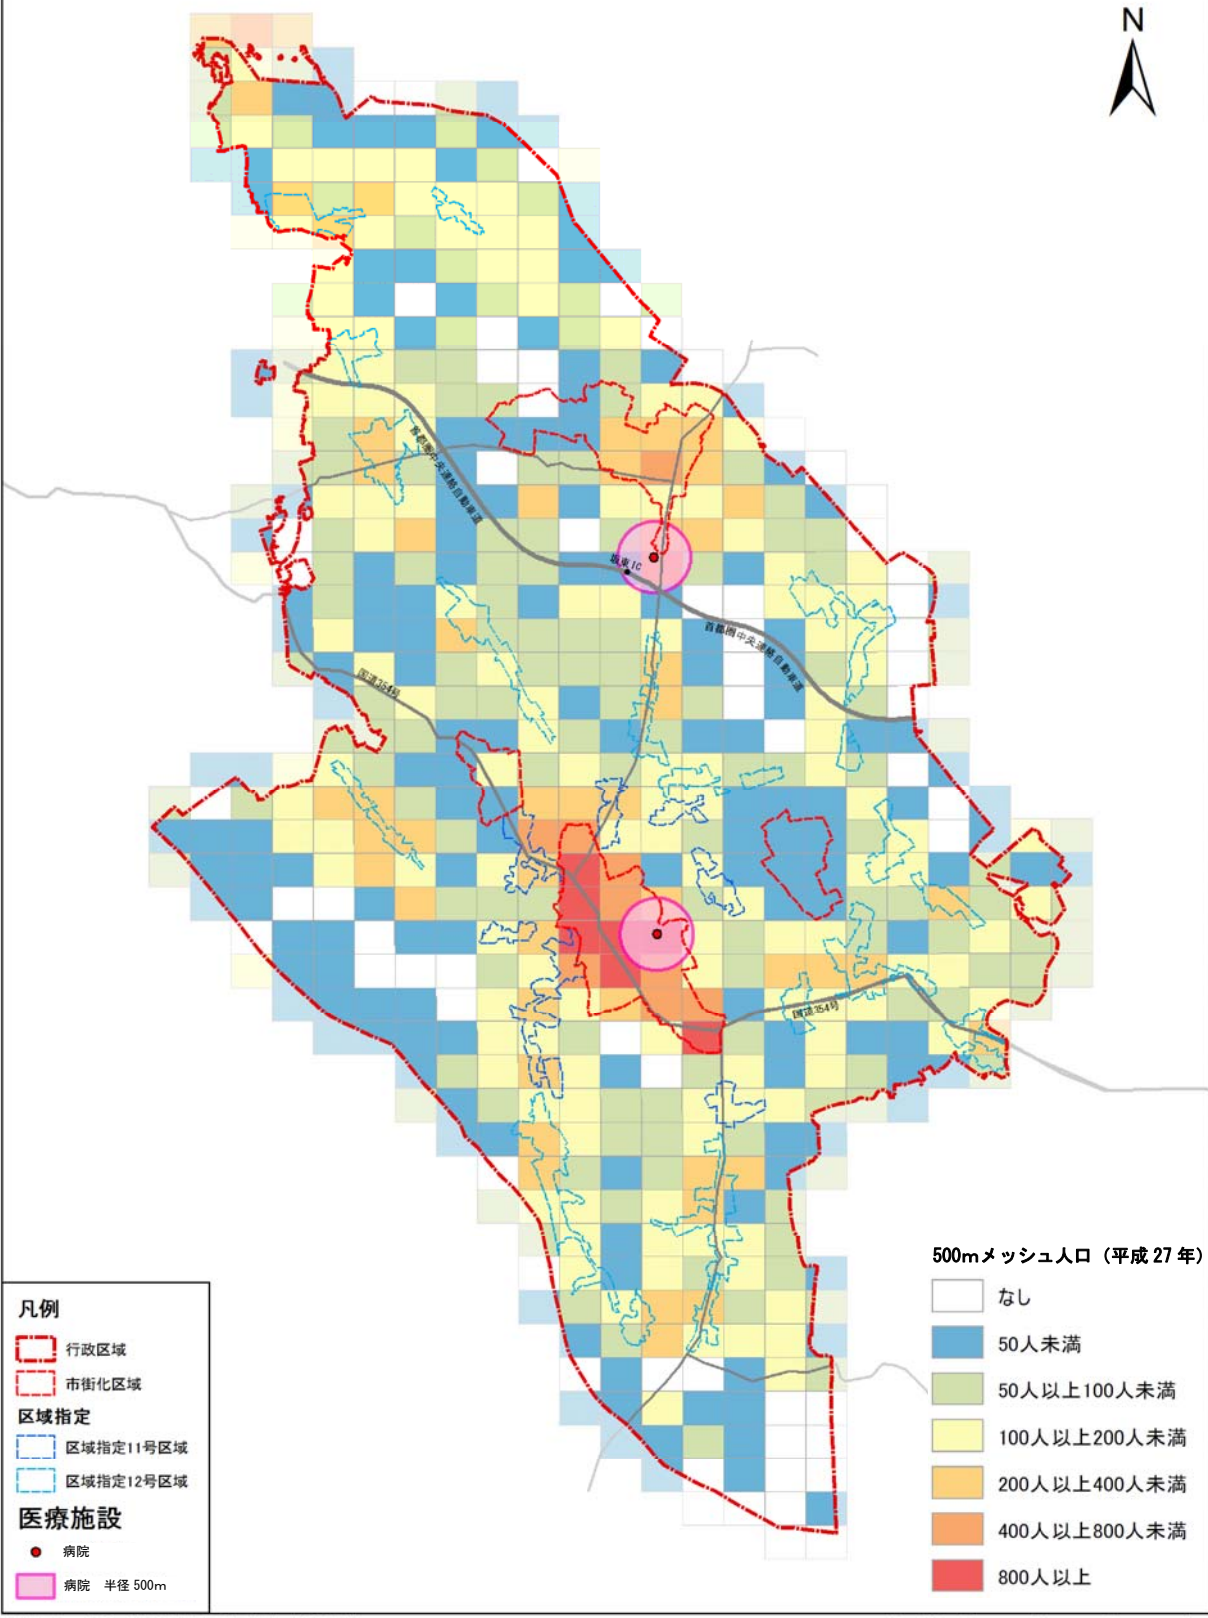 N
首都圏中央連絡自動車道
坂東IC
首都圏中央連絡自動車道
国道354号
国道354号
500mメッシュ人口（平成27年）
なし
50人未満
50人以上100人未満
100人以上200人未満
200人以上400人未満
400人以上800人未満
800人以上
凡例
行政区域
市街化区域
区域指定
区域指定11号区域
区域指定12号区域
医療施設
病院
病院　半径500m